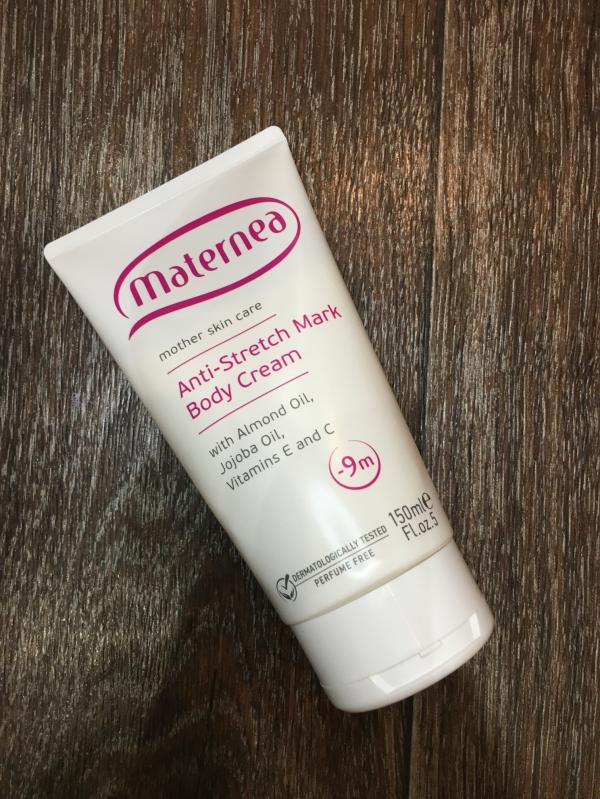 maternea
mother skin care
Anti-Stretch Mark
Body Cream
with Almond Oil,
Jojoba Oil,
Vitamins E and C
-9m
150ml℮
Fl.oz.5
DERMATOLOGICALLY TESTED
PERFUME FREE